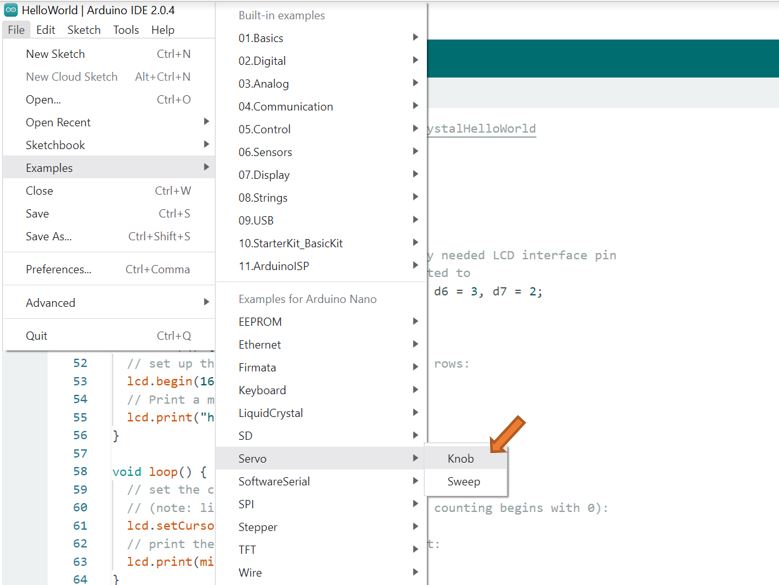 HelloWorld | Arduino IDE 2.0.4
File Edit Sketch Tools Help
New Sketch Ctrl+N
New Cloud Sketch Alt+Ctrl+N
Open... Ctrl+O
Open Recent
Sketchbook
Examples
Close Ctrl+W
Save Ctrl+S
Save As... Ctrl+Shift+S
Preferences... Ctrl+Comma
Advanced
Quit Ctrl+Q
Built-in examples
01.Basics
02.Digital
03.Analog
04.Communication
05.Control
06.Sensors
07.Display
08.Strings
09.USB
10.StarterKit_BasicKit
11.ArduinoISP
Examples for Arduino Nano
EEPROM
Ethernet
Firmata
Keyboard
LiquidCrystal
SD
Servo
SoftwareSerial
SPI
Stepper
TFT
Wire
Knob
Sweep
ystalHelloWorld
y needed LCD interface pin
ted to
d6 = 3, d7 = 2;
52 // set up th rows:
53 lcd.begin(16
54 // Print a m
55 lcd.print("h
56 }
57
58 void loop() {
59 // set the c
60 // (note: li counting begins with 0):
61 lcd.setCurso
62 // print the t:
63 lcd.print(mi
64 }